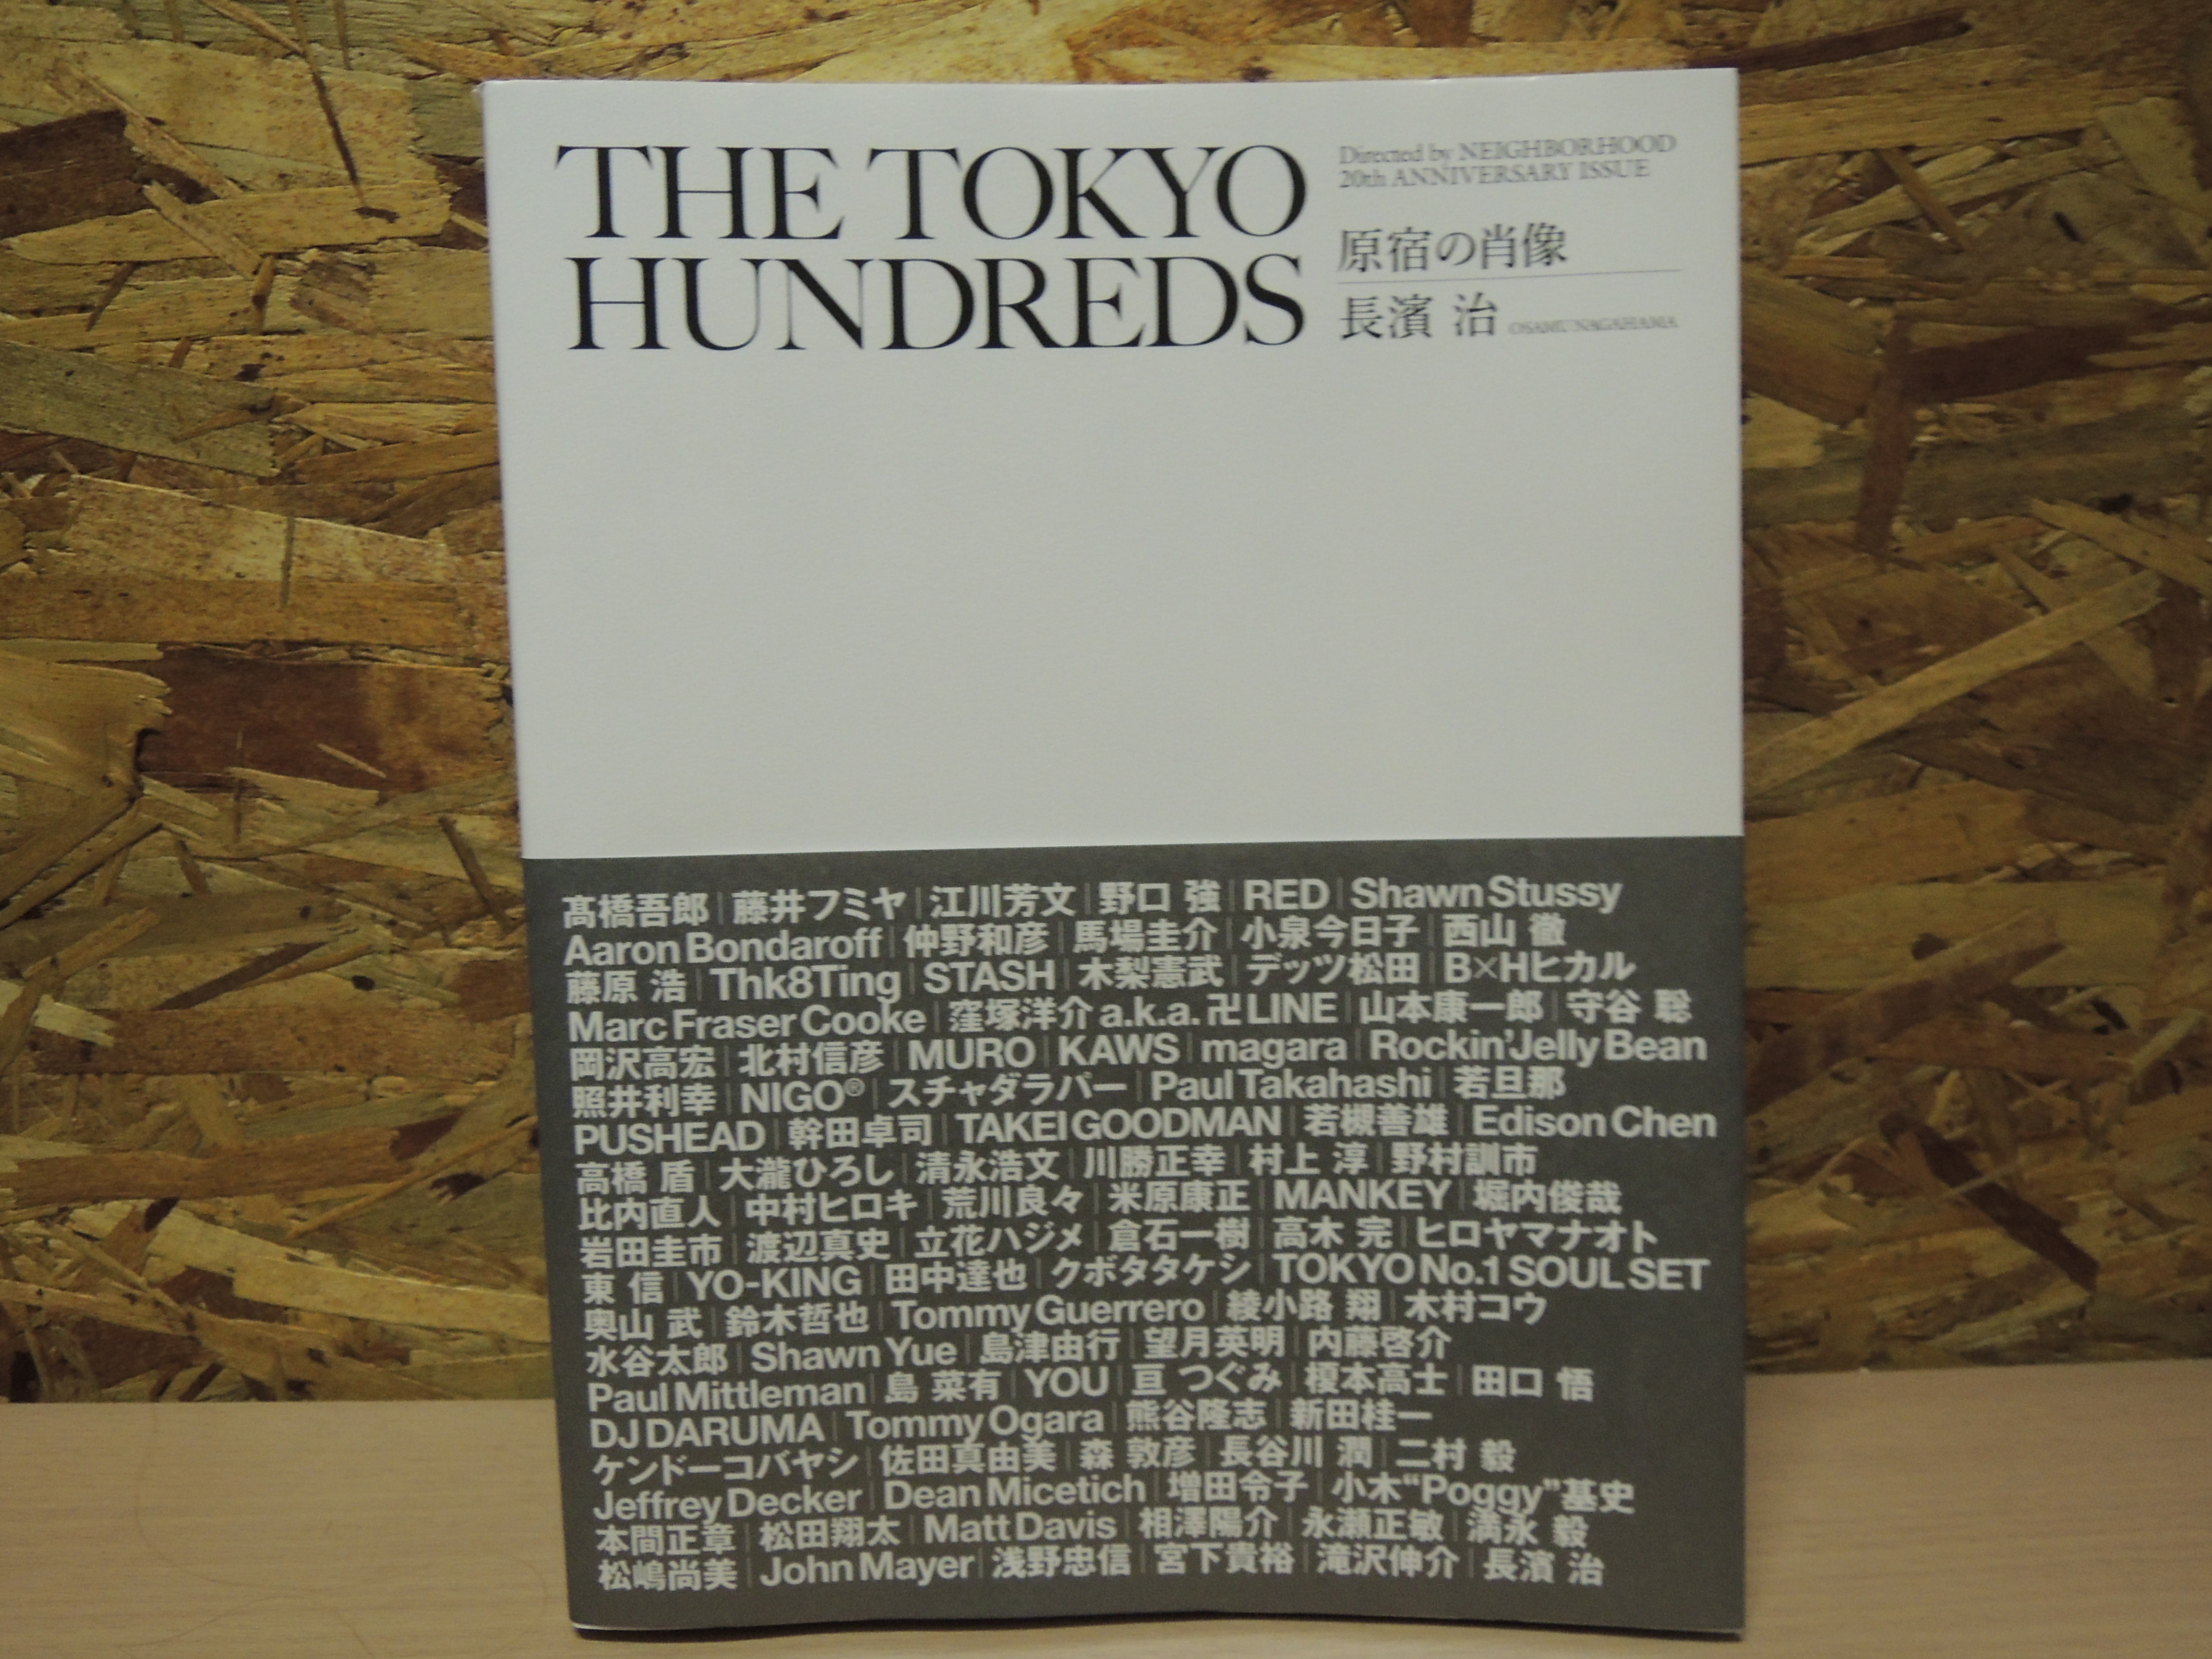 THE TOKYO
HUNDREDS
Directed by NEIGHBORHOOD
20th ANNIVERSARY ISSUE
原宿の肖像
長濱 治 OSAMU NAGAHAMA
髙橋吾郎|藤井フミヤ|江川芳文|野口 強|RED|Shawn Stussy
Aaron Bondaroff|仲野和彦|馬場圭介|小泉今日子|西山 徹
藤原 浩|Thk8Ting|STASH|木梨憲武|デッツ松田|B×Hヒカル
Marc Fraser Cooke|窪塚洋介 a.k.a. 卍LINE|山本康一郎|守谷 聡
岡沢高宏|北村信彦|MURO|KAWS|magara|Rockin'Jelly Bean
照井利幸|NIGO®|スチャダラパー|Paul Takahashi|若旦那
PUSHEAD|幹田卓司|TAKEI GOODMAN|若槻善雄|Edison Chen
高橋 盾|大瀧ひろし|清永浩文|川勝正幸|村上 淳|野村訓市
比内直人|中村ヒロキ|荒川良々|米原康正|MANKEY|堀内俊哉
岩田圭市|渡辺真史|立花ハジメ|倉石一樹|高木 完|ヒロヤマナオト
東 信|YO-KING|田中達也|クボタタケシ|TOKYO No.1 SOUL SET
奥山 武|鈴木哲也|Tommy Guerrero|綾小路 翔|木村コウ
水谷太郎|Shawn Yue|島津由行|望月英明|内藤啓介
Paul Mittleman|島 菜有|YOU|亘 つぐみ|榎本高士|田口 悟
DJ DARUMA|Tommy Ogara|熊谷隆志|新田桂一
ケンドーコバヤシ|佐田真由美|森 敦彦|長谷川 潤|二村 毅
Jeffrey Decker|Dean Micetich|増田令子|小木“Poggy”基史
本間正章|松田翔太|Matt Davis|相澤陽介|永瀬正敏|満永 毅
松嶋尚美|John Mayer|浅野忠信|宮下貴裕|滝沢伸介|長濱 治